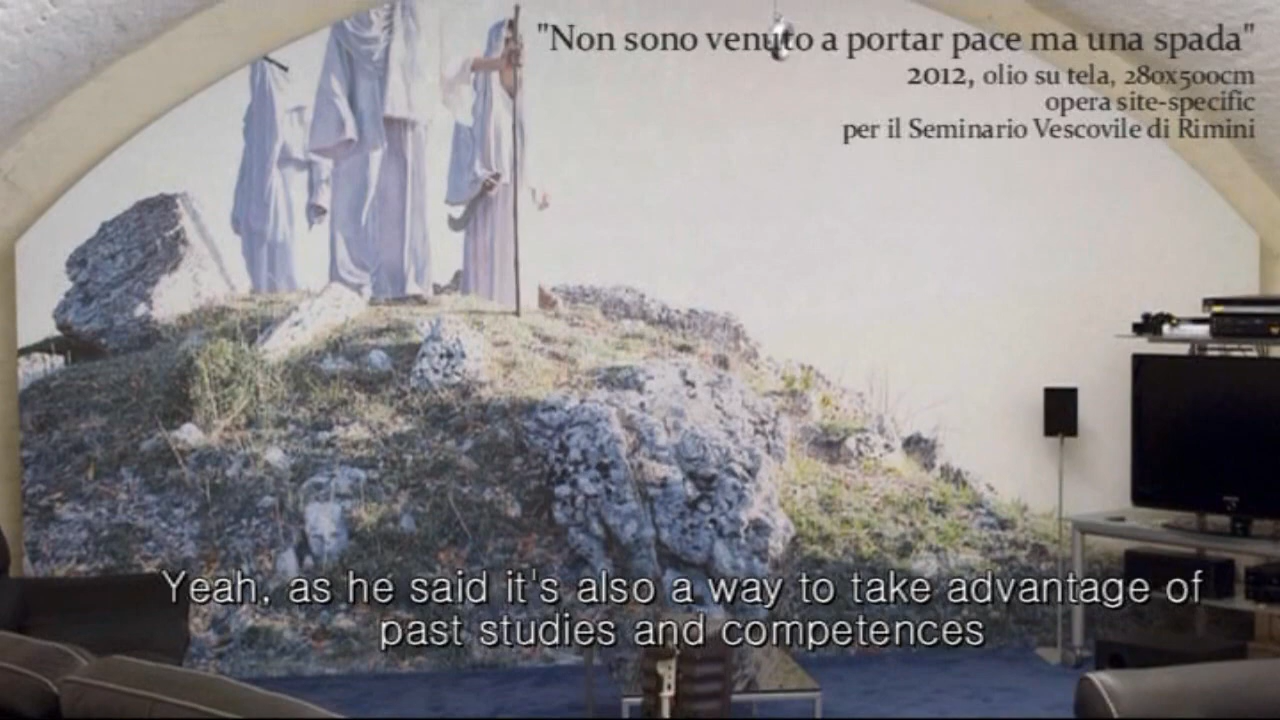 "Non sono venuto a portar pace ma una spada"
2012, olio su tela, 280x500cm
opera site-specific
per il Seminario Vescovile di Rimini
Yeah, as he said it's also a way to take advantage of
past studies and competences